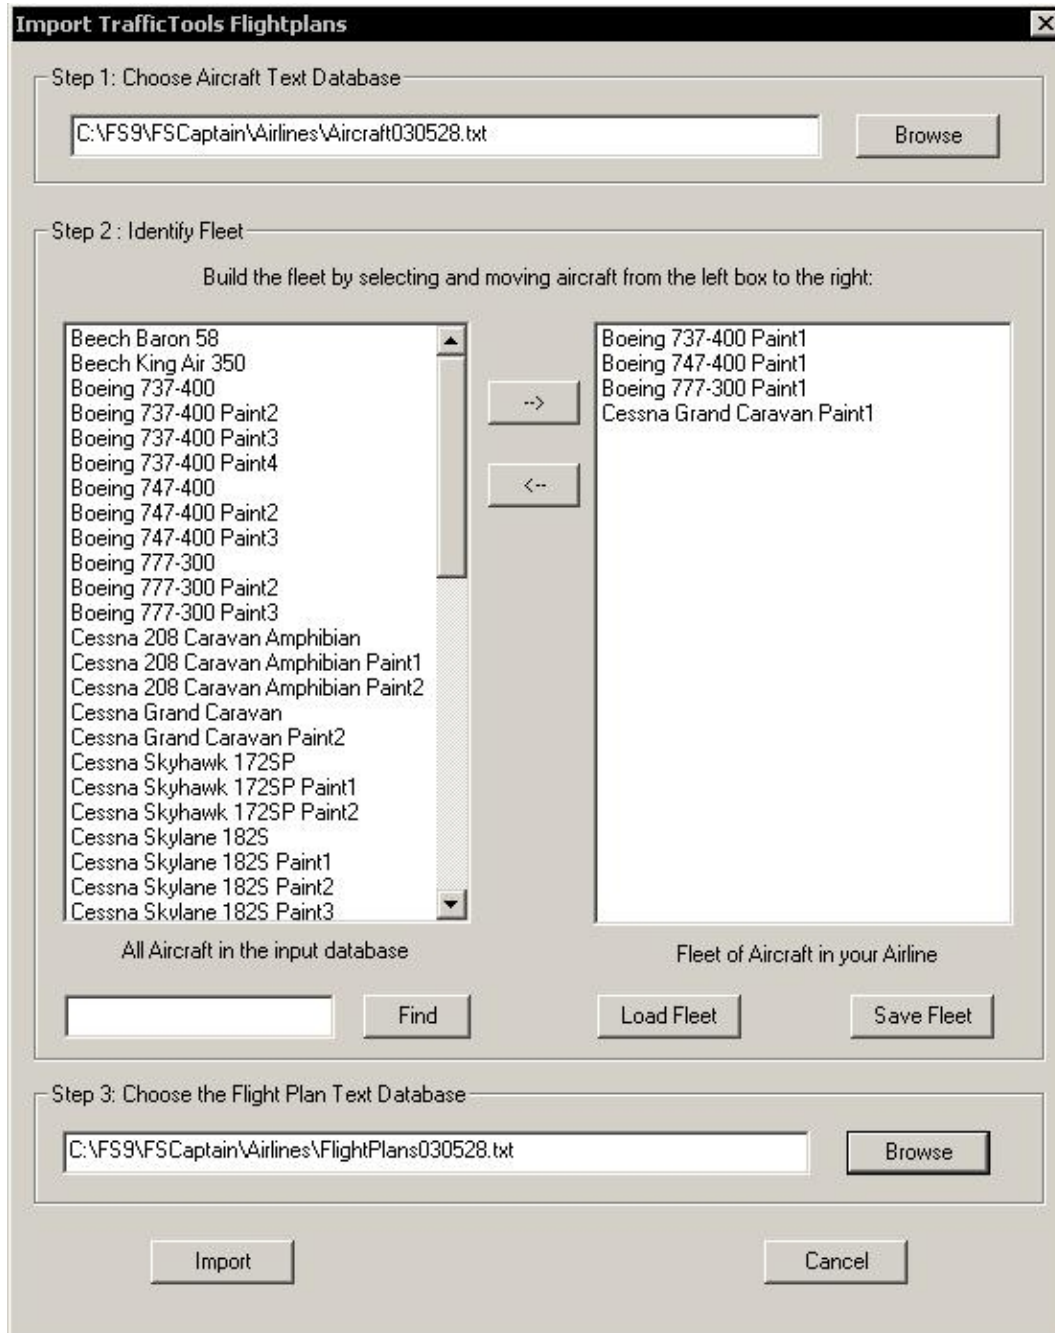 Import TrafficTools Flightplans
Step 1: Choose Aircraft Text Database
C:\FS9\FSCaptain\Airlines\Aircraft030528.txt
Browse
Step 2 : Identify Fleet
Build the fleet by selecting and moving aircraft from the left box to the right:
Beech Baron 58
Beech King Air 350
Boeing 737-400
Boeing 737-400 Paint2
Boeing 737-400 Paint3
Boeing 737-400 Paint4
Boeing 747-400
Boeing 747-400 Paint2
Boeing 747-400 Paint3
Boeing 777-300
Boeing 777-300 Paint2
Boeing 777-300 Paint3
Cessna 208 Caravan Amphibian
Cessna 208 Caravan Amphibian Paint1
Cessna 208 Caravan Amphibian Paint2
Cessna Grand Caravan
Cessna Grand Caravan Paint2
Cessna Skyhawk 172SP
Cessna Skyhawk 172SP Paint1
Cessna Skyhawk 172SP Paint2
Cessna Skylane 182S
Cessna Skylane 182S Paint1
Cessna Skylane 182S Paint2
Cessna Skylane 182S Paint3
-->
<--
Boeing 737-400 Paint1
Boeing 747-400 Paint1
Boeing 777-300 Paint1
Cessna Grand Caravan Paint1
All Aircraft in the input database
Fleet of Aircraft in your Airline
Find
Load Fleet
Save Fleet
Step 3: Choose the Flight Plan Text Database
C:\FS9\FSCaptain\Airlines\FlightPlans030528.txt
Browse
Import
Cancel